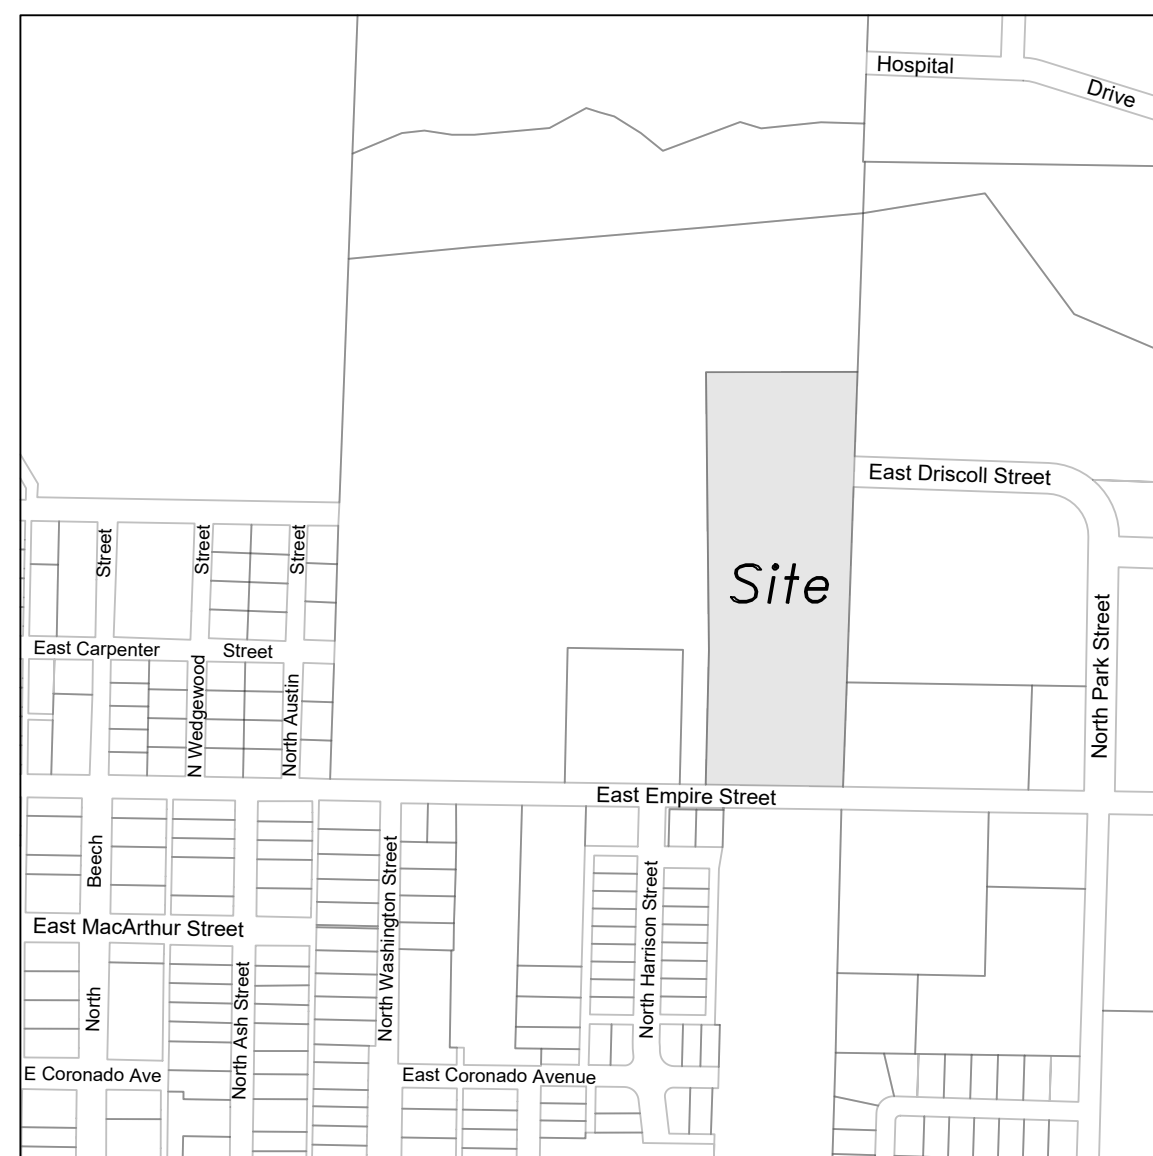 Hospital
Drive
East Driscoll Street
Street
Street
Street
Site
East Carpenter
Street
North Park Street
N Wedgewood
North Austin
East Empire Street
Beech
North Washington Street
North Harrison Street
East MacArthur Street
North
North Ash Street
E Coronado Ave
East Coronado Avenue